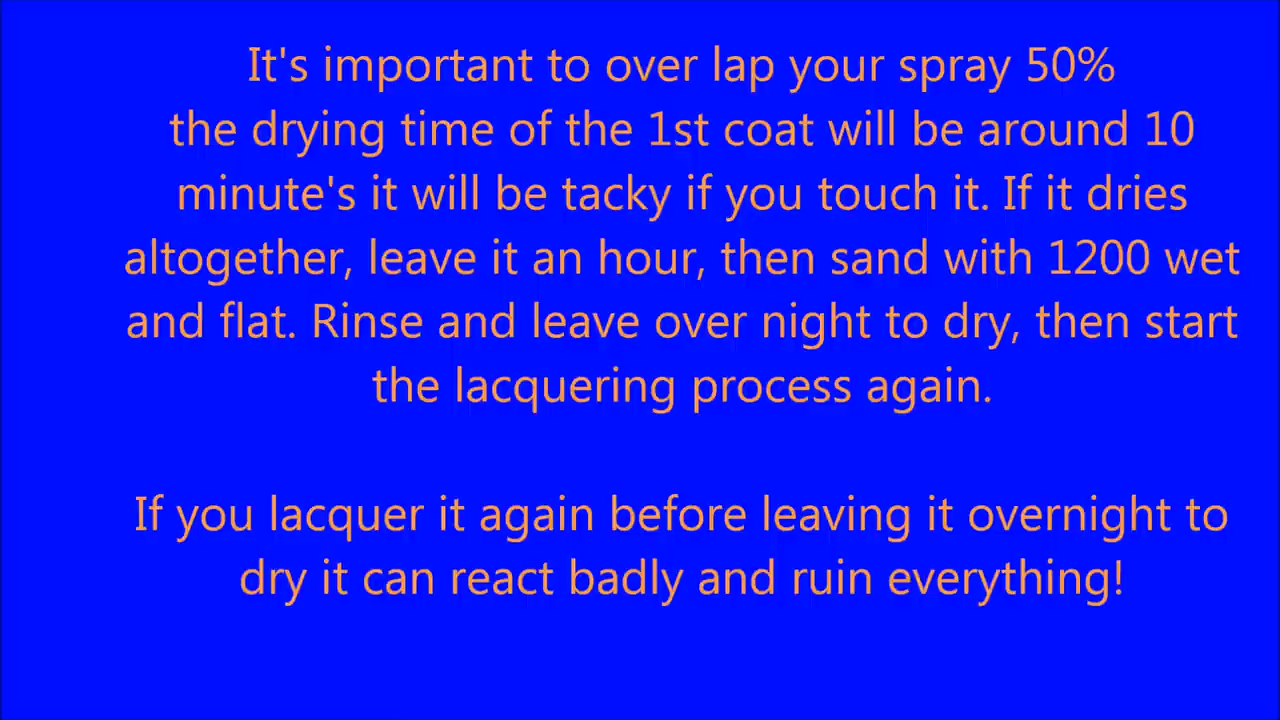 It's important to over lap your spray 50%
the drying time of the 1st coat will be around 10
minute's it will be tacky if you touch it. If it dries
altogether, leave it an hour, then sand with 1200 wet
and flat. Rinse and leave over night to dry, then start
the lacquering process again.
If you lacquer it again before leaving it overnight to
dry it can react badly and ruin everything!